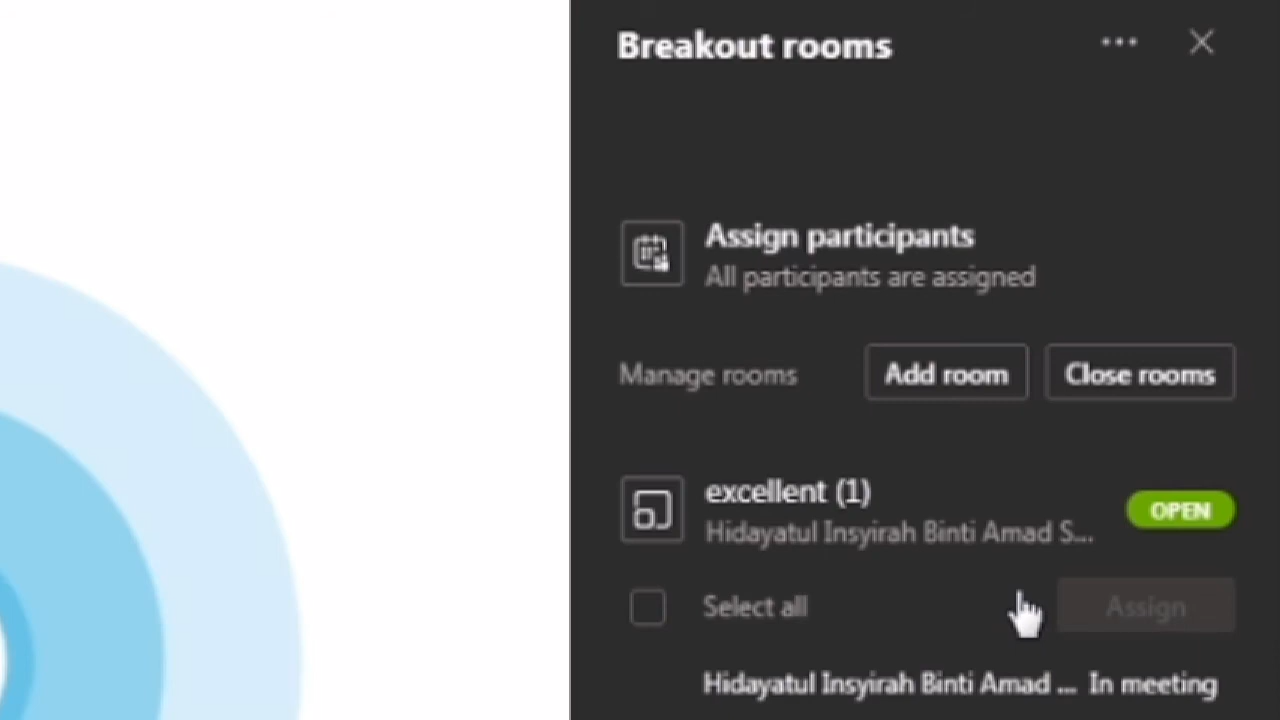 Breakout rooms
Assign participants
All participants are assigned
Manage rooms Add room Close rooms
excellent (1)
OPEN
Hidayatul Insyirah Binti Amad S...
Select all Assign
Hidayatul Insyirah Binti Amad ... In meeting